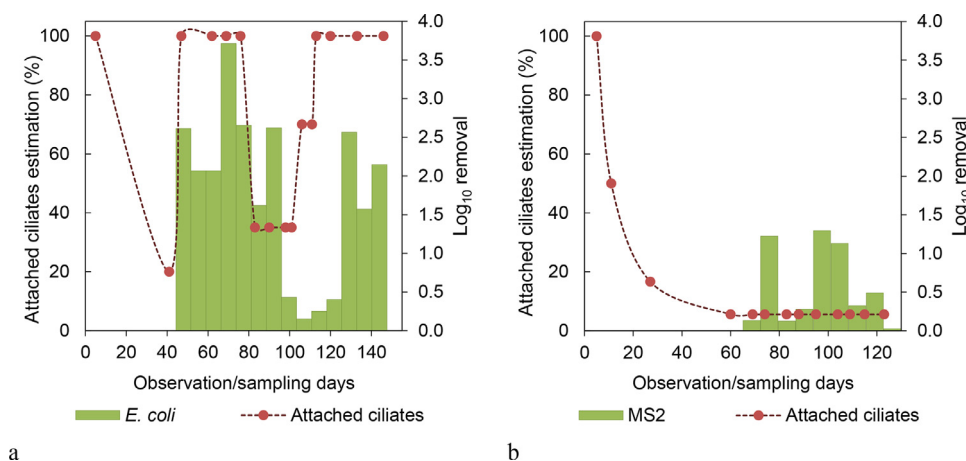 Attached ciliates estimation (%)
100
80
60
40
20
0
4.0
3.5
3.0
2.5
2.0
1.5
1.0
0.5
0.0
Log10 removal
0 20 40 60 80 100 120 140
Observation/sampling days
E. coli Attached ciliates
a
Attached ciliates estimation (%)
100
80
60
40
20
0
4.0
3.5
3.0
2.5
2.0
1.5
1.0
0.5
0.0
Log10 removal
0 20 40 60 80 100 120
Observation/sampling days
MS2 Attached ciliates
b